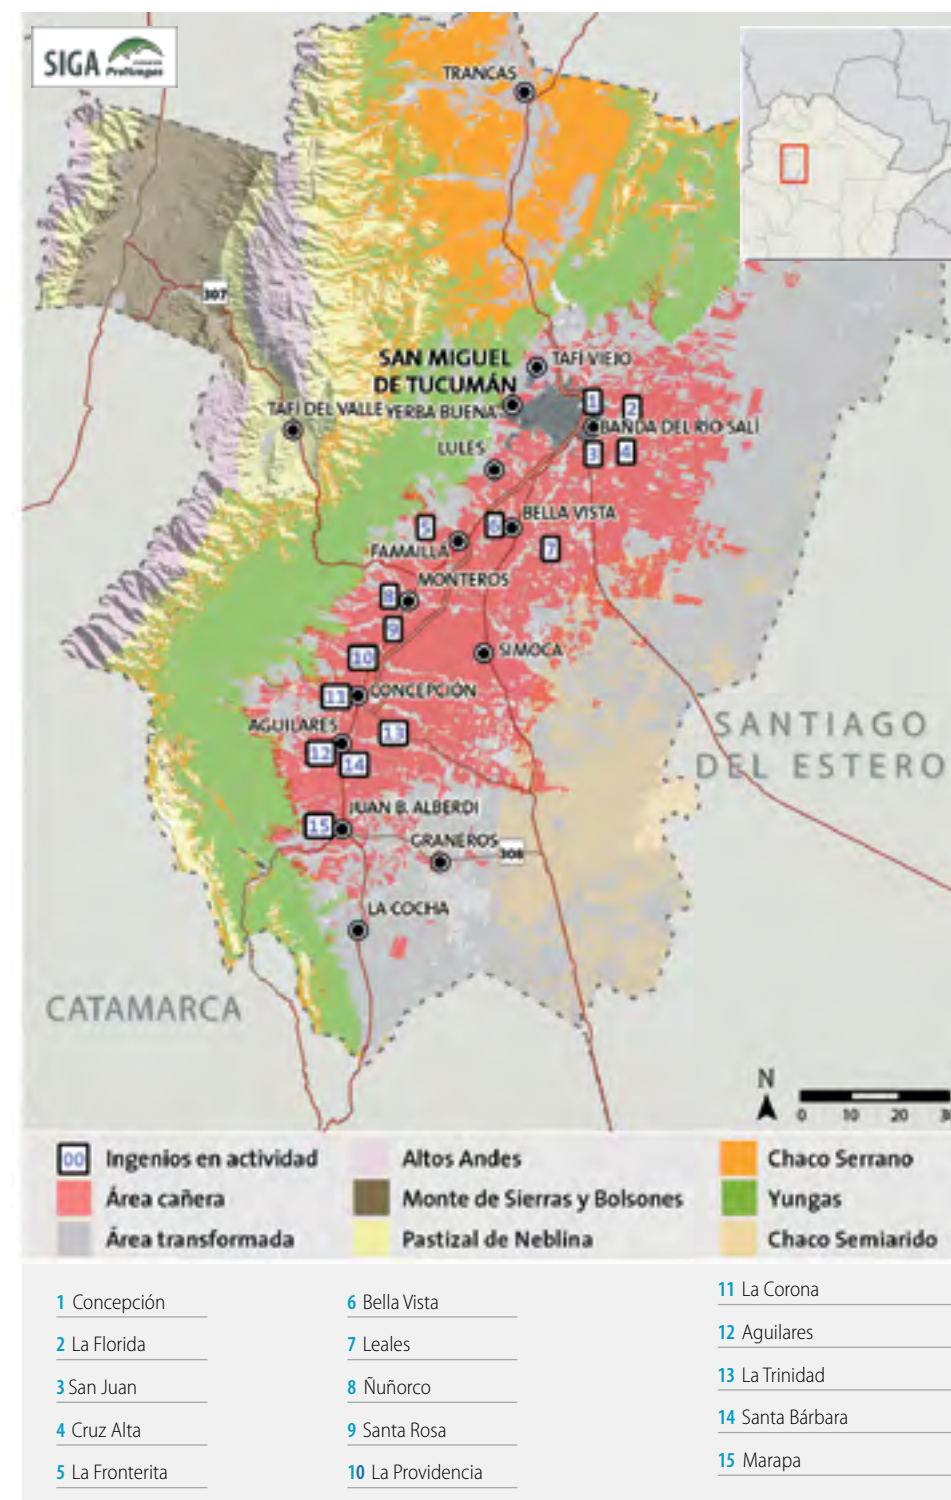 SIGA
ProYungas
TRANCAS
307
SAN MIGUEL
DE TUCUMÁN
TAFÍ VIEJO
TAFÍ DEL VALLE
YERBA BUENA
1
2
BANDA DEL RÍO SALÍ
LULES
3
4
5
6
BELLA VISTA
FAMAILLÁ
7
MONTEROS
8
9
10
SIMOCA
11
CONCEPCIÓN
AGUILARES
13
12
14
SANTIAGO
DEL ESTERO
JUAN B. ALBERDI
15
GRANEROS
308
LA COCHA
CATAMARCA
N
0 10 20
00 Ingenios en actividad
Área cañera
Área transformada
Altos Andes
Monte de Sierras y Bolsones
Pastizal de Neblina
Chaco Serrano
Yungas
Chaco Semiarido
1 Concepción
2 La Florida
3 San Juan
4 Cruz Alta
5 La Fronterita
6 Bella Vista
7 Leales
8 Ñuñorco
9 Santa Rosa
10 La Providencia
11 La Corona
12 Aguilares
13 La Trinidad
14 Santa Bárbara
15 Marapa